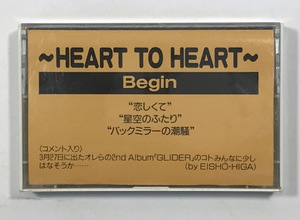 ～HEART TO HEART～
Begin
“恋しくて”
“星空のふたり”
“バックミラーの潮騒”
（コメント入り）
3月27日に出たオレらの2nd Album「GLIDER」のコトみんなに少し
はなそうか……
（by EISHO-HIGA）